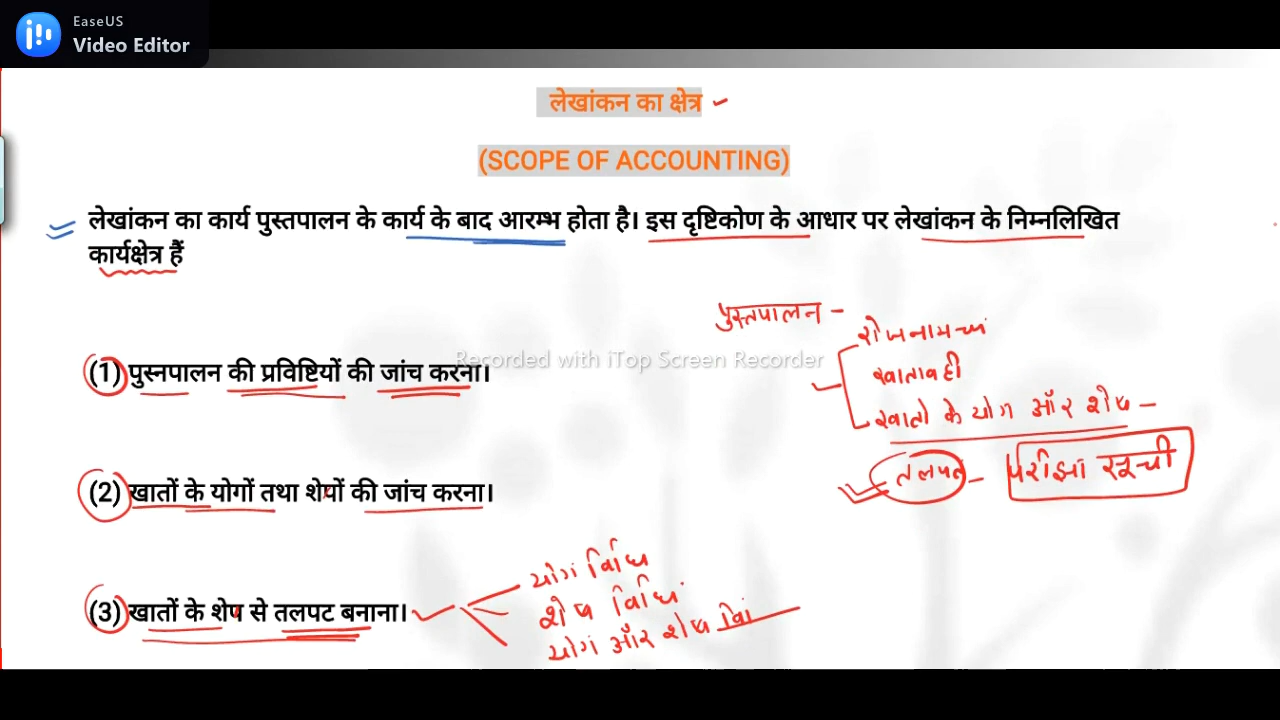 EaseUS
Video Editor
लेखांकन का क्षेत्र
(SCOPE OF ACCOUNTING)
लेखांकन का कार्य पुस्तपालन के कार्य के बाद आरम्भ होता है। इस दृष्टिकोण के आधार पर लेखांकन के निम्नलिखित
कार्यक्षेत्र हैं
पुस्तपालन -
रोजनामचा
Recorded with iTop Screen Recorder
(1) पुस्नपालन की प्रविष्टियों की जांच करना।
खातावही
खातो के योग और शेष -
तलपट - परीक्षा सूची
(2) खातों के योगों तथा शेषों की जांच करना।
योग विधि
(3) खातों के शेष से तलपट बनाना।
शेष विधि
योग और शेष वि